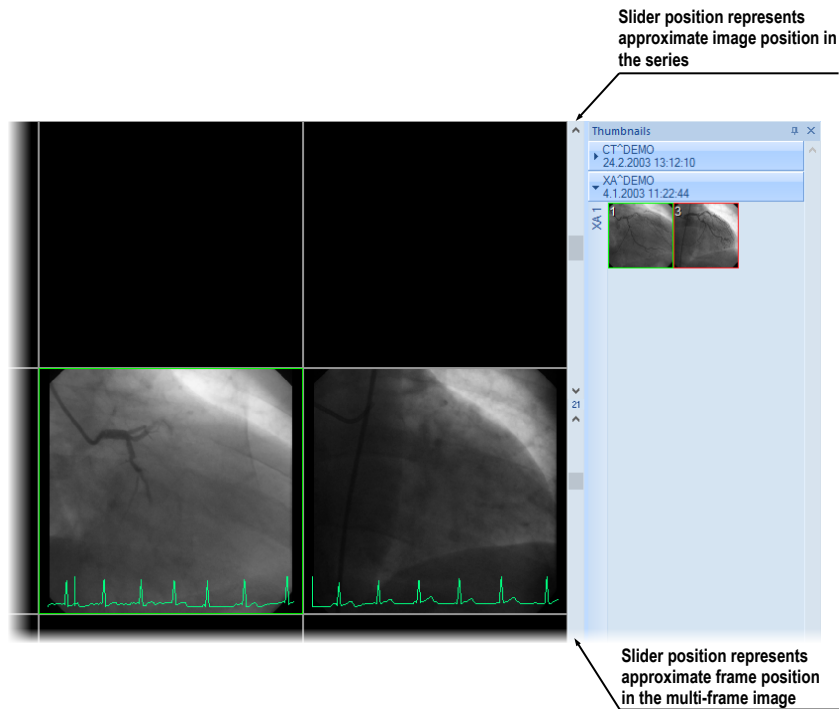 Slider position represents
approximate image position in
the series
Thumbnails
CT^DEMO
24.2.2003 13:12:10
XA^DEMO
4.1.2003 11:22:44
XA 1
1
3
21
Slider position represents
approximate frame position
in the multi-frame image